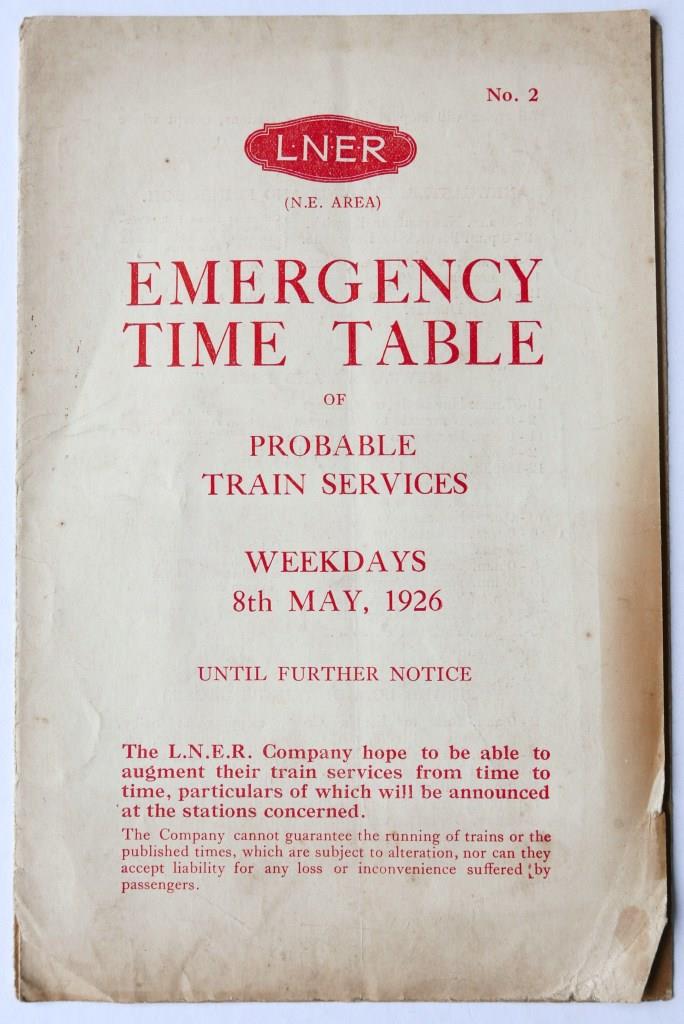 No. 2
L·N·E·R
(N.E. AREA)
EMERGENCY
TIME TABLE
OF
PROBABLE
TRAIN SERVICES
WEEKDAYS
8th MAY, 1926
UNTIL FURTHER NOTICE
The L.N.E.R. Company hope to be able to
augment their train services from time to
time, particulars of which will be announced
at the stations concerned.
The Company cannot guarantee the running of trains or the
published times, which are subject to alteration, nor can they
accept liability for any loss or inconvenience suffered by
passengers.